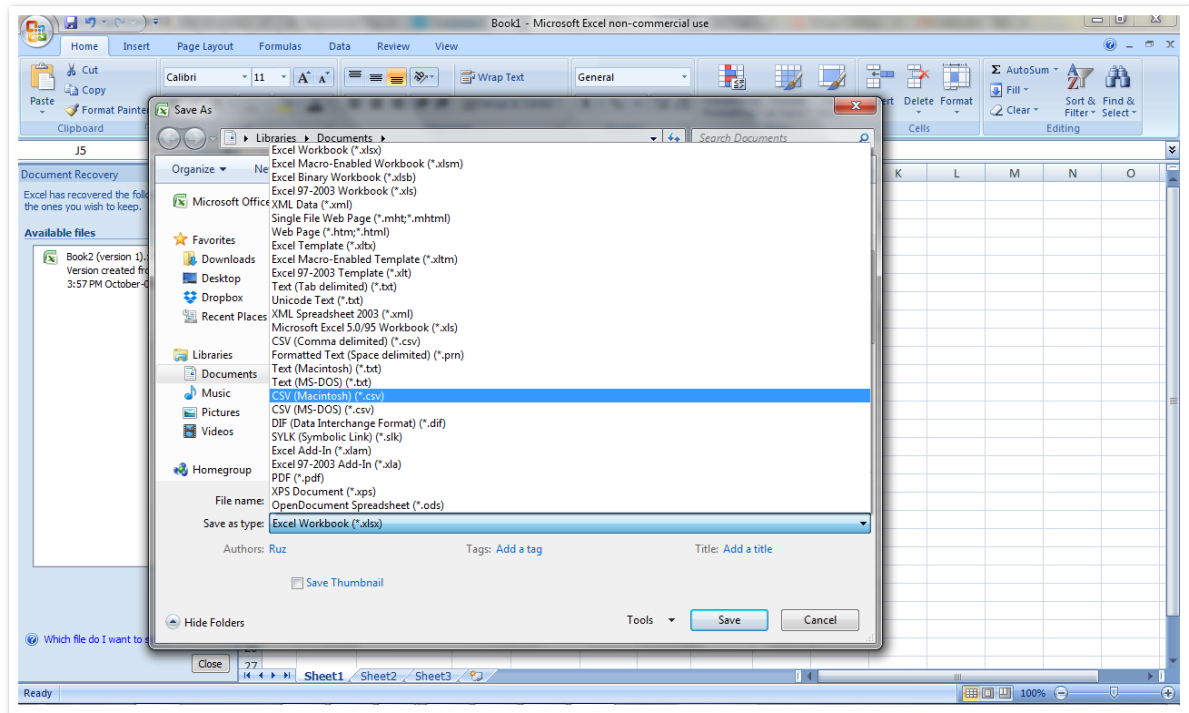 Book1 - Microsoft Excel non-commercial use
Home Insert Page Layout Formulas Data Review View
Cut
Calibri 11 A A Wrap Text General Σ AutoSum
Copy Fill
Paste Format Painter Delete Format Clear Sort & Filter Find & Select
Clipboard Cells Editing
J5
Save As
Libraries Documents Search Documents
Organize Ne
Document Recovery
Excel has recovered the follo
the ones you wish to keep.
Available files
Book2 (version 1).
Version created fro
3:57 PM October-0
Which file do I want to s
Close
Microsoft Office
Favorites
Downloads
Desktop
Dropbox
Recent Places
Libraries
Documents
Music
Pictures
Videos
Homegroup
Excel Workbook (*.xlsx)
Excel Macro-Enabled Workbook (*.xlsm)
Excel Binary Workbook (*.xlsb)
Excel 97-2003 Workbook (*.xls)
XML Data (*.xml)
Single File Web Page (*.mht;*.mhtml)
Web Page (*.htm;*.html)
Excel Template (*.xltx)
Excel Macro-Enabled Template (*.xltm)
Excel 97-2003 Template (*.xlt)
Text (Tab delimited) (*.txt)
Unicode Text (*.txt)
XML Spreadsheet 2003 (*.xml)
Microsoft Excel 5.0/95 Workbook (*.xls)
CSV (Comma delimited) (*.csv)
Formatted Text (Space delimited) (*.prn)
Text (Macintosh) (*.txt)
Text (MS-DOS) (*.txt)
CSV (Macintosh) (*.csv)
CSV (MS-DOS) (*.csv)
DIF (Data Interchange Format) (*.dif)
SYLK (Symbolic Link) (*.slk)
Excel Add-In (*.xlam)
Excel 97-2003 Add-In (*.xla)
PDF (*.pdf)
XPS Document (*.xps)
OpenDocument Spreadsheet (*.ods)
File name:
Save as type: Excel Workbook (*.xlsx)
Authors: Ruz Tags: Add a tag Title: Add a title
Save Thumbnail
Hide Folders Tools Save Cancel
K L M N O
27
Sheet1 Sheet2 Sheet3
Ready 100%